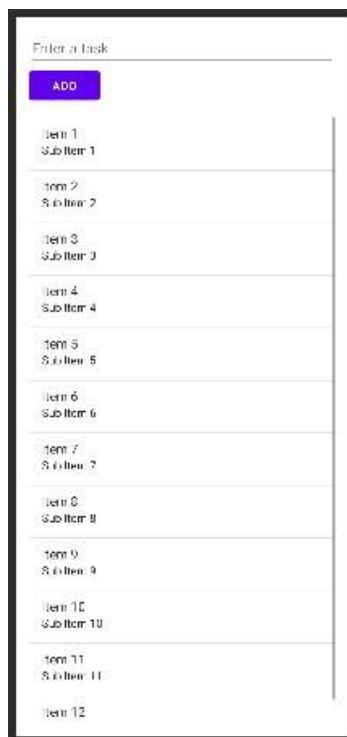 Enter a task
ADD
Item 1
Sub Item 1
Item 2
Sub Item 2
Item 3
Sub Item 3
Item 4
Sub Item 4
Item 5
Sub Item 5
Item 6
Sub Item 6
Item 7
Sub Item 7
Item 8
Sub Item 8
Item 9
Sub Item 9
Item 10
Sub Item 10
Item 11
Sub Item 11
Item 12